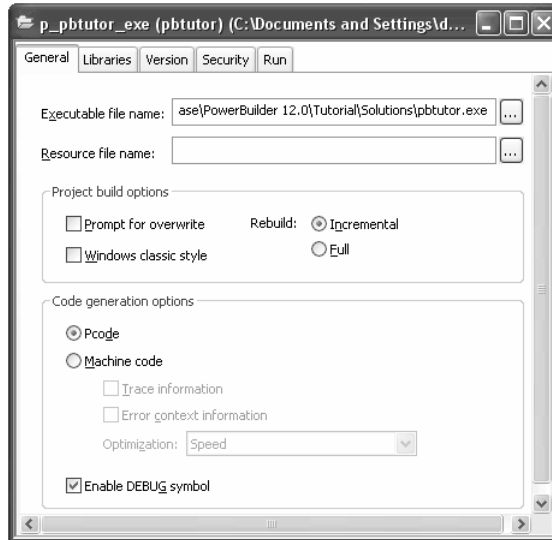 p_pbtutor_exe (pbtutor) (C:\Documents and Settings\d...
General Libraries Version Security Run
Executable file name: ase\PowerBuilder 12.0\Tutorial\Solutions\pbtutor.exe ...
Resource file name: ...
Project build options
Prompt for overwrite Rebuild: Incremental
Windows classic style Full
Code generation options
Pcode
Machine code
Trace information
Error context information
Optimization: Speed
Enable DEBUG symbol